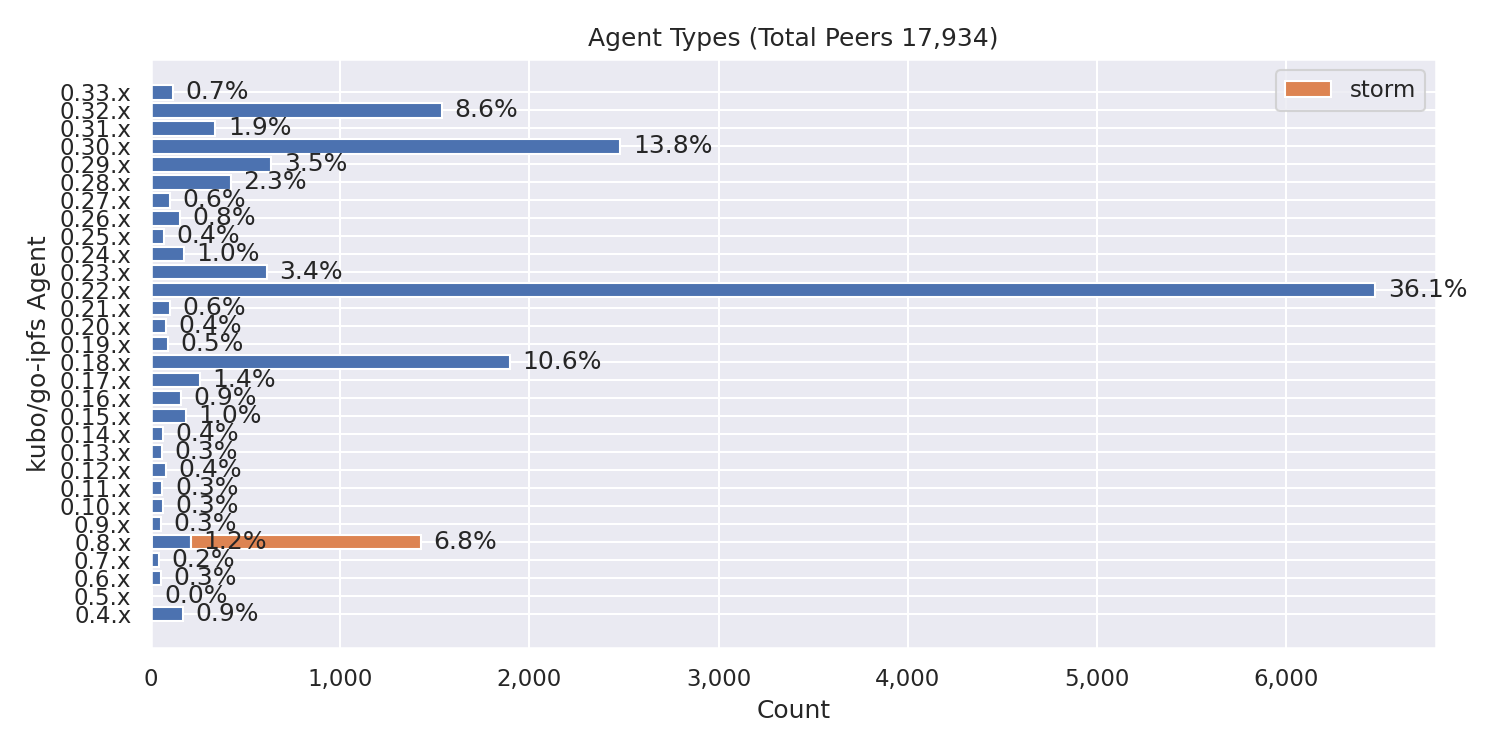 Agent Types (Total Peers 17,934)
storm
kubo/go-ipfs Agent
0.33.x 0.7%
0.32.x 8.6%
0.31.x 1.9%
0.30.x 13.8%
0.29.x 3.5%
0.28.x 2.3%
0.27.x 0.6%
0.26.x 0.8%
0.25.x 0.4%
0.24.x 1.0%
0.23.x 3.4%
0.22.x 36.1%
0.21.x 0.6%
0.20.x 0.4%
0.19.x 0.5%
0.18.x 10.6%
0.17.x 1.4%
0.16.x 0.9%
0.15.x 1.0%
0.14.x 0.4%
0.13.x 0.3%
0.12.x 0.4%
0.11.x 0.3%
0.10.x 0.3%
0.9.x 0.3%
0.8.x 1.2% 6.8%
0.7.x 0.2%
0.6.x 0.3%
0.5.x 0.0%
0.4.x 0.9%
0 1,000 2,000 3,000 4,000 5,000 6,000
Count